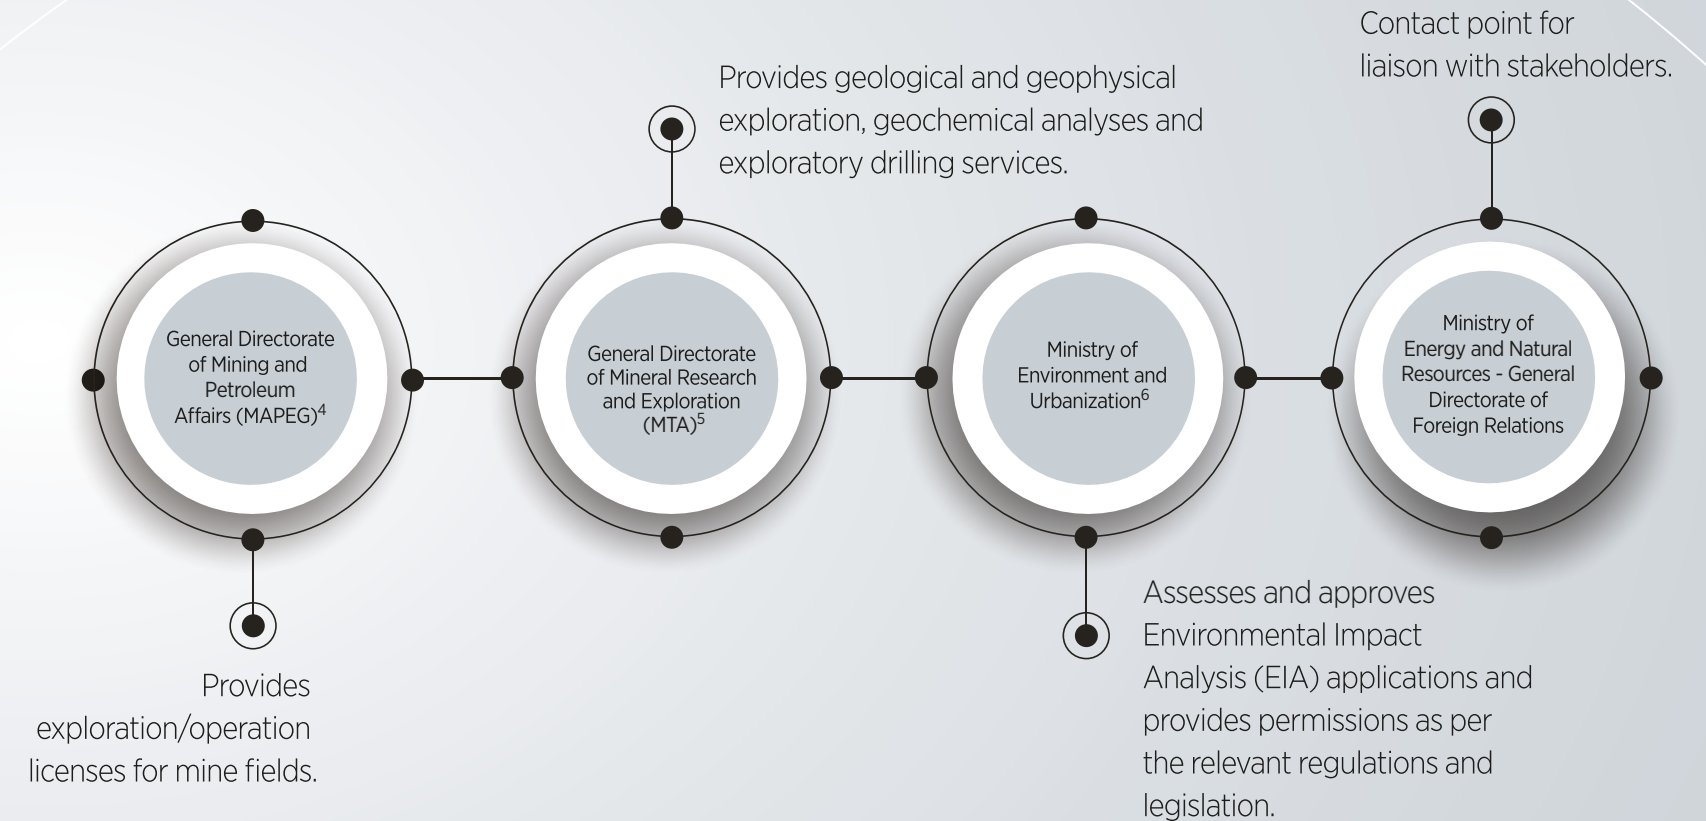 Contact point for
liaison with stakeholders.
Provides geological and geophysical
exploration, geochemical analyses and
exploratory drilling services.
General Directorate
of Mining and
Petroleum
Affairs (MAPEG)4
General Directorate
of Mineral Research
and Exploration
(MTA)5
Ministry of
Environment and
Urbanization6
Ministry of
Energy and Natural
Resources - General
Directorate of
Foreign Relations
Provides
exploration/operation
licenses for mine fields.
Assesses and approves
Environmental Impact
Analysis (EIA) applications and
provides permissions as per
the relevant regulations and
legislation.